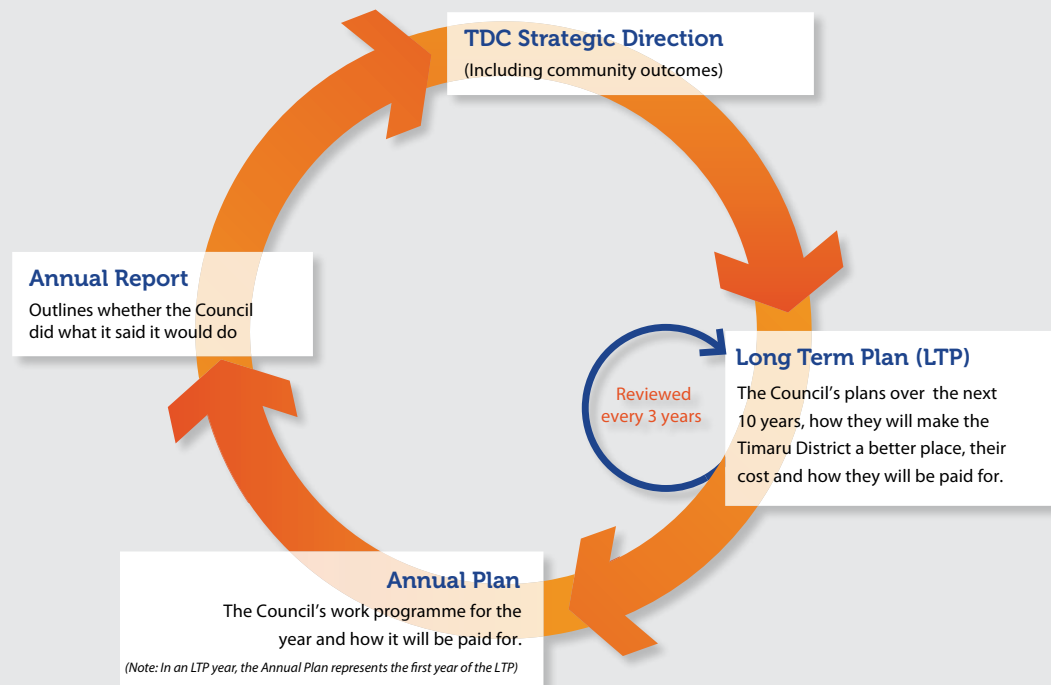 TDC Strategic Direction
(Including community outcomes)
Annual Report
Outlines whether the Council
did what it said it would do
Reviewed
every 3 years
Long Term Plan (LTP)
The Council’s plans over the next
10 years, how they will make the
Timaru District a better place, their
cost and how they will be paid for.
Annual Plan
The Council’s work programme for the
year and how it will be paid for.
(Note: In an LTP year, the Annual Plan represents the first year of the LTP)